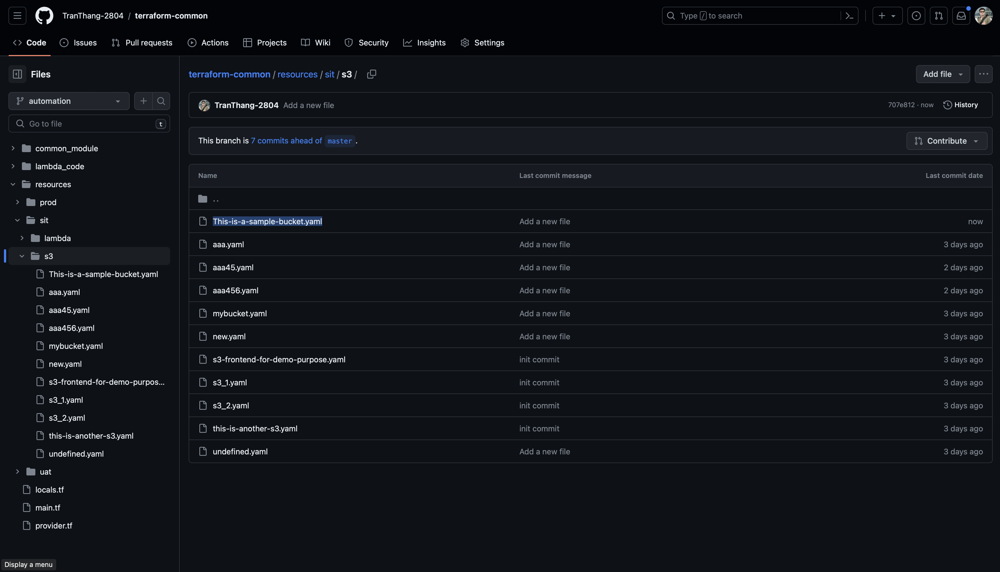 TranThang-2804 / terraform-common
Type / to search
Code Issues Pull requests Actions Projects Wiki Security Insights Settings
Files
automation
Go to file t
common_module
lambda_code
resources
prod
sit
lambda
s3
This-is-a-sample-bucket.yaml
aaa.yaml
aaa45.yaml
aaa456.yaml
mybucket.yaml
new.yaml
s3-frontend-for-demo-purpos...
s3_1.yaml
s3_2.yaml
this-is-another-s3.yaml
undefined.yaml
uat
locals.tf
main.tf
provider.tf
Display a menu
terraform-common / resources / sit / s3 /
Add file
TranThang-2804 Add a new file
707e812 · now History
This branch is 7 commits ahead of master .
Contribute
Name Last commit message Last commit date
..
This-is-a-sample-bucket.yaml Add a new file now
aaa.yaml Add a new file 3 days ago
aaa45.yaml Add a new file 2 days ago
aaa456.yaml Add a new file 2 days ago
mybucket.yaml Add a new file 3 days ago
new.yaml Add a new file 3 days ago
s3-frontend-for-demo-purpose.yaml init commit 3 days ago
s3_1.yaml init commit 3 days ago
s3_2.yaml init commit 3 days ago
this-is-another-s3.yaml init commit 3 days ago
undefined.yaml Add a new file 3 days ago